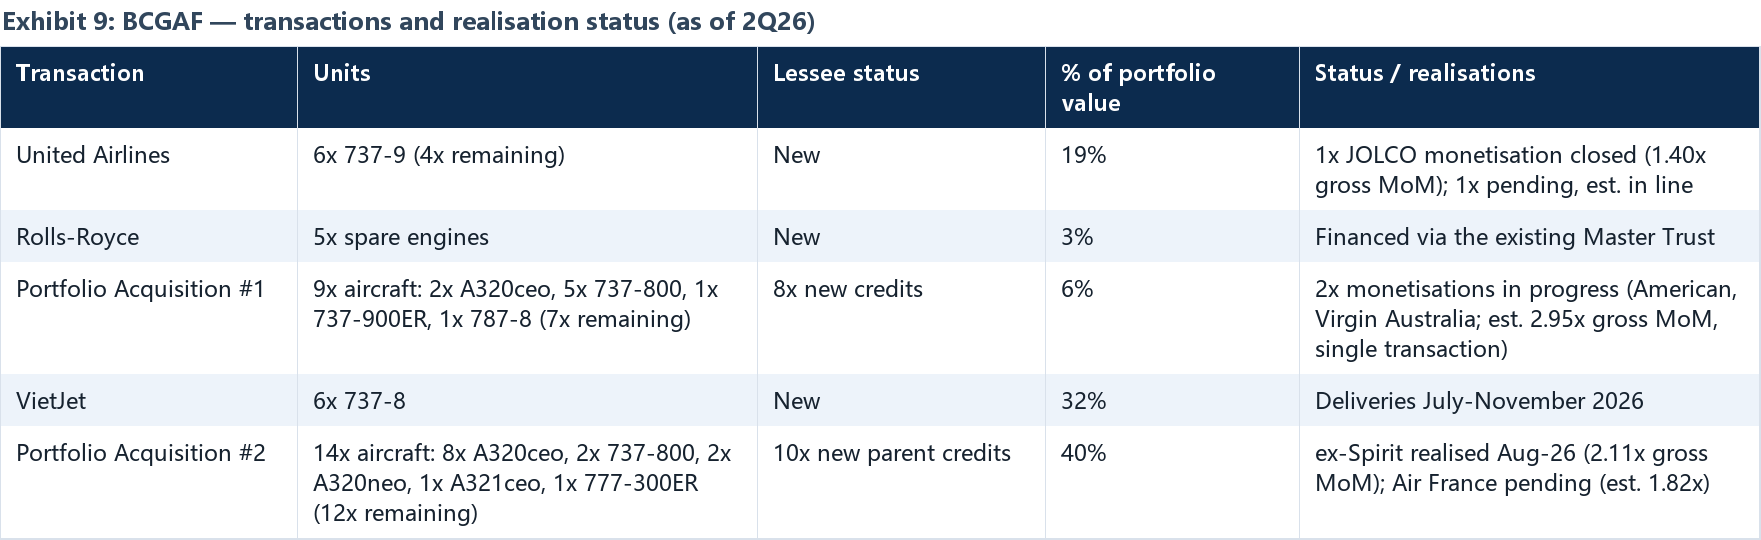 Exhibit 9: BCGAF — transactions and realisation status (as of 2Q26)
Transaction Units Lessee status % of portfolio value Status / realisations
United Airlines 6x 737-9 (4x remaining) New 19% 1x JOLCO monetisation closed (1.40x
gross MoM); 1x pending, est. in line
Rolls-Royce 5x spare engines New 3% Financed via the existing Master Trust
Portfolio Acquisition #1 9x aircraft: 2x A320ceo, 5x 737-800, 1x 8x new credits 6% 2x monetisations in progress (American,
737-900ER, 1x 787-8 (7x remaining) Virgin Australia; est. 2.95x gross MoM,
single transaction)
VietJet 6x 737-8 New 32% Deliveries July-November 2026
Portfolio Acquisition #2 14x aircraft: 8x A320ceo, 2x 737-800, 2x 10x new parent credits 40% ex-Spirit realised Aug-26 (2.11x gross
A320neo, 1x A321ceo, 1x 777-300ER MoM); Air France pending (est. 1.82x)
(12x remaining)